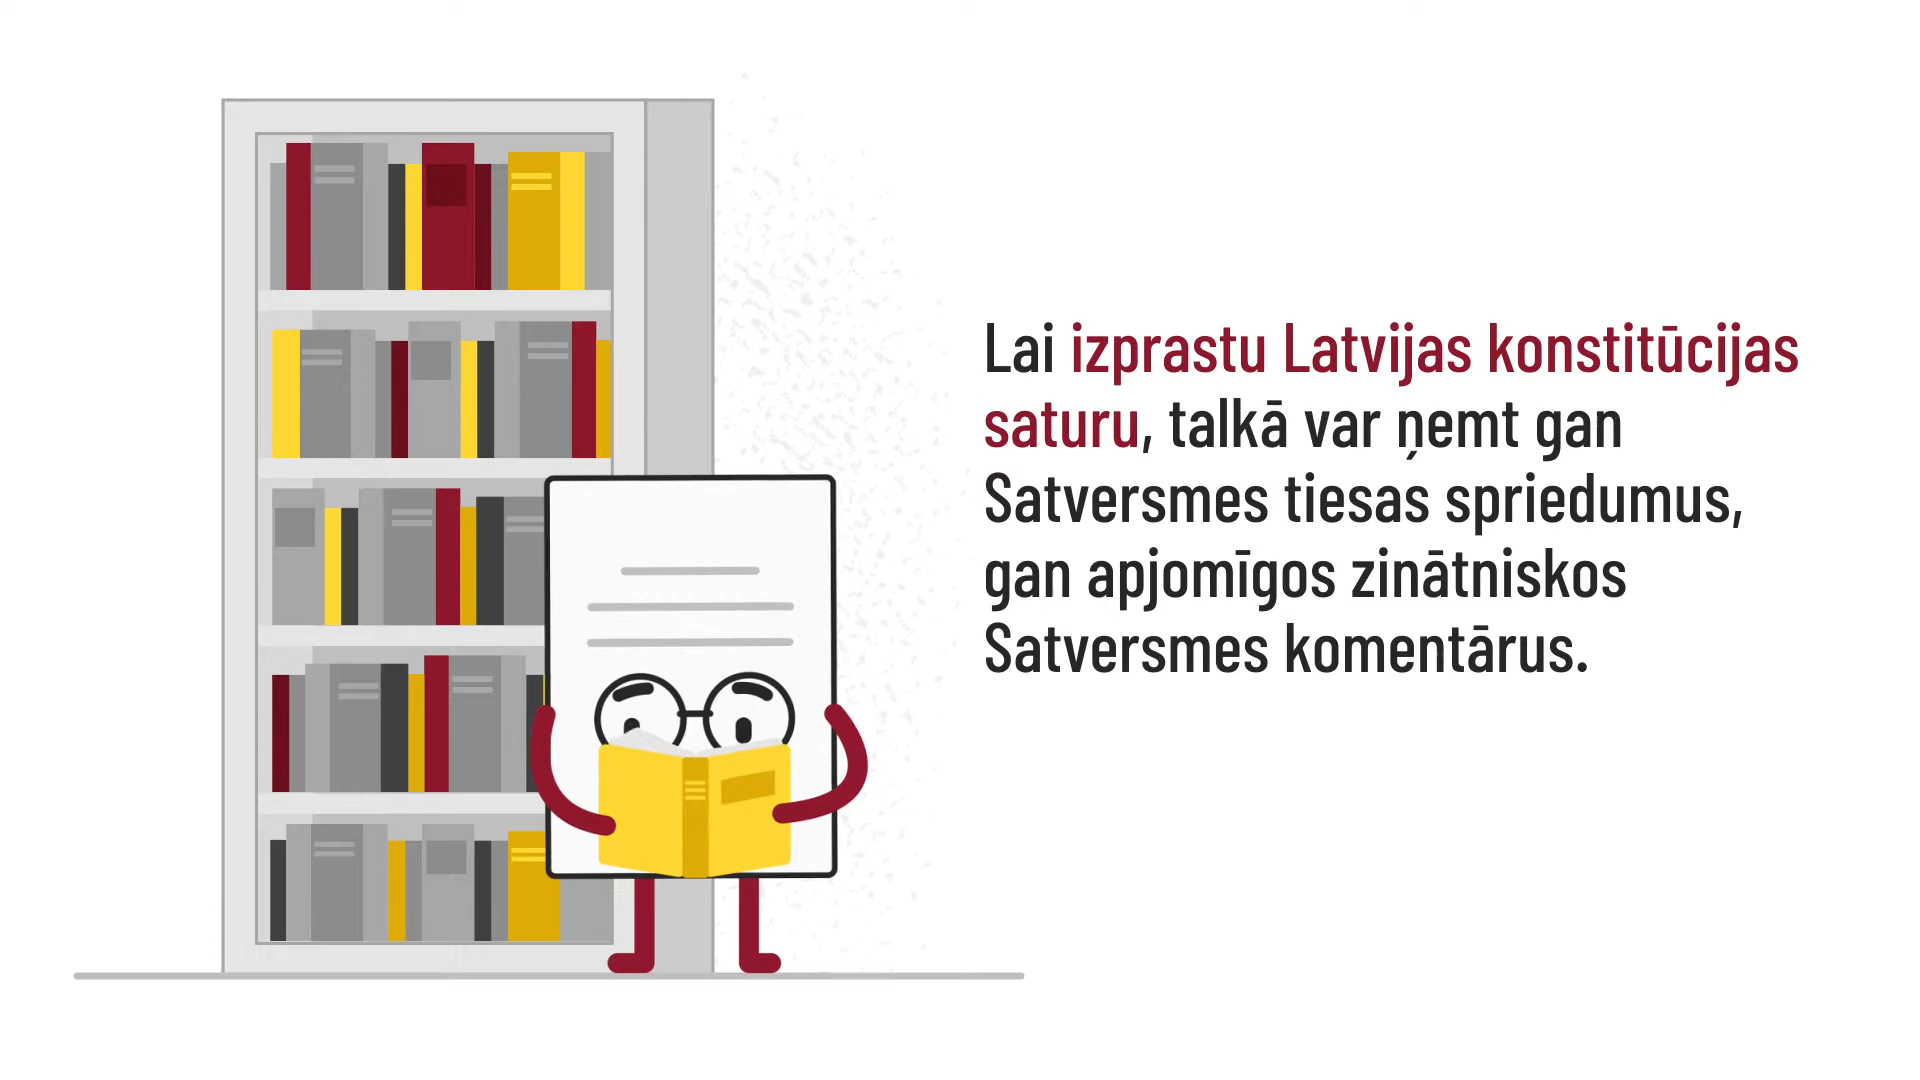 Lai izprastu Latvijas konstitūcijas
saturu, talkā var ņemt gan
Satversmes tiesas spriedumus,
gan apjomīgos zinātniskos
Satversmes komentārus.